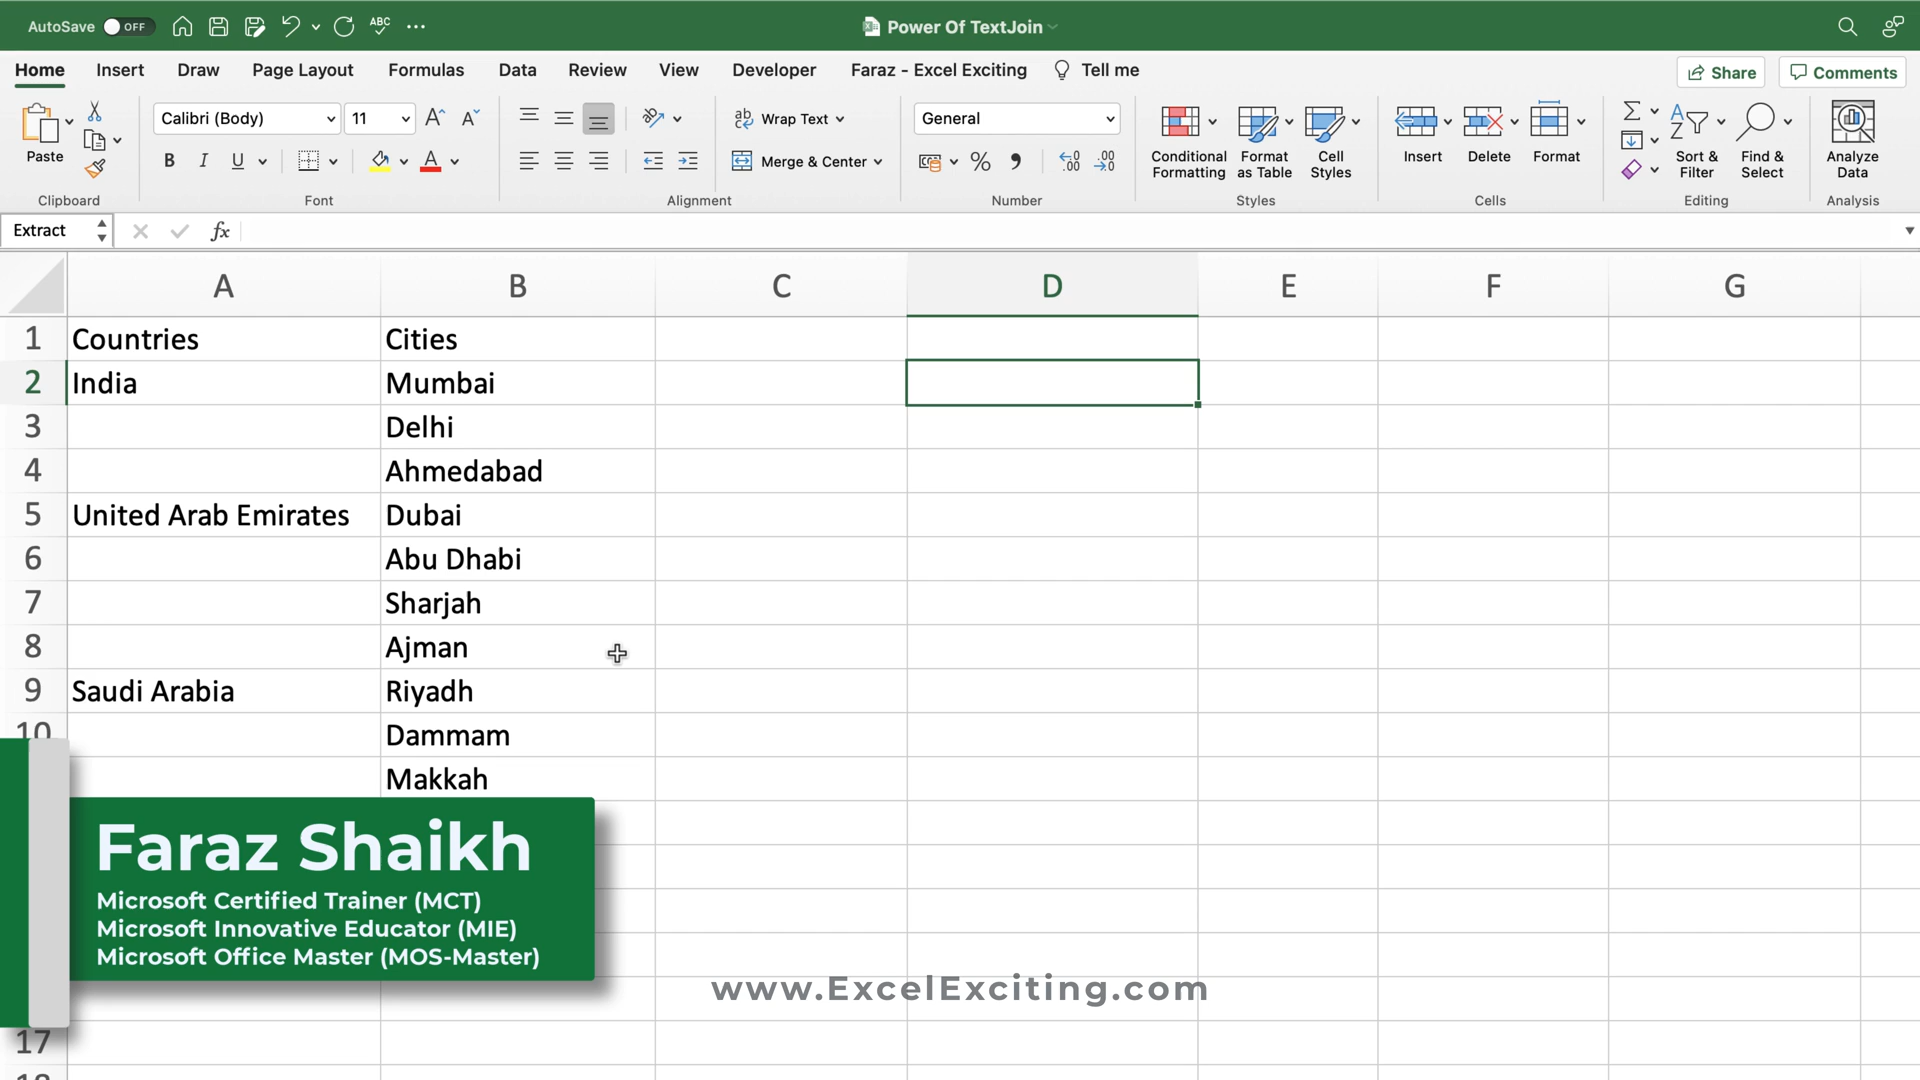 AutoSave OFF ABC Power Of TextJoin
Home Insert Draw Page Layout Formulas Data Review View Developer Faraz - Excel Exciting Tell me Share Comments
Paste Calibri (Body) 11 Wrap Text General Conditional Formatting Format as Table Cell Styles Insert Delete Format Sort & Filter Find & Select Analyze Data
B I U A Merge & Center % .0 .00
Clipboard Font Alignment Number Styles Cells Editing Analysis
Extract fx
A B C D E F G
1 Countries Cities
2 India Mumbai
3 Delhi
4 Ahmedabad
5 United Arab Emirates Dubai
6 Abu Dhabi
7 Sharjah
8 Ajman
9 Saudi Arabia Riyadh
10 Dammam
Makkah
Faraz Shaikh
Microsoft Certified Trainer (MCT)
Microsoft Innovative Educator (MIE)
Microsoft Office Master (MOS-Master)
www.ExcelExciting.com
17